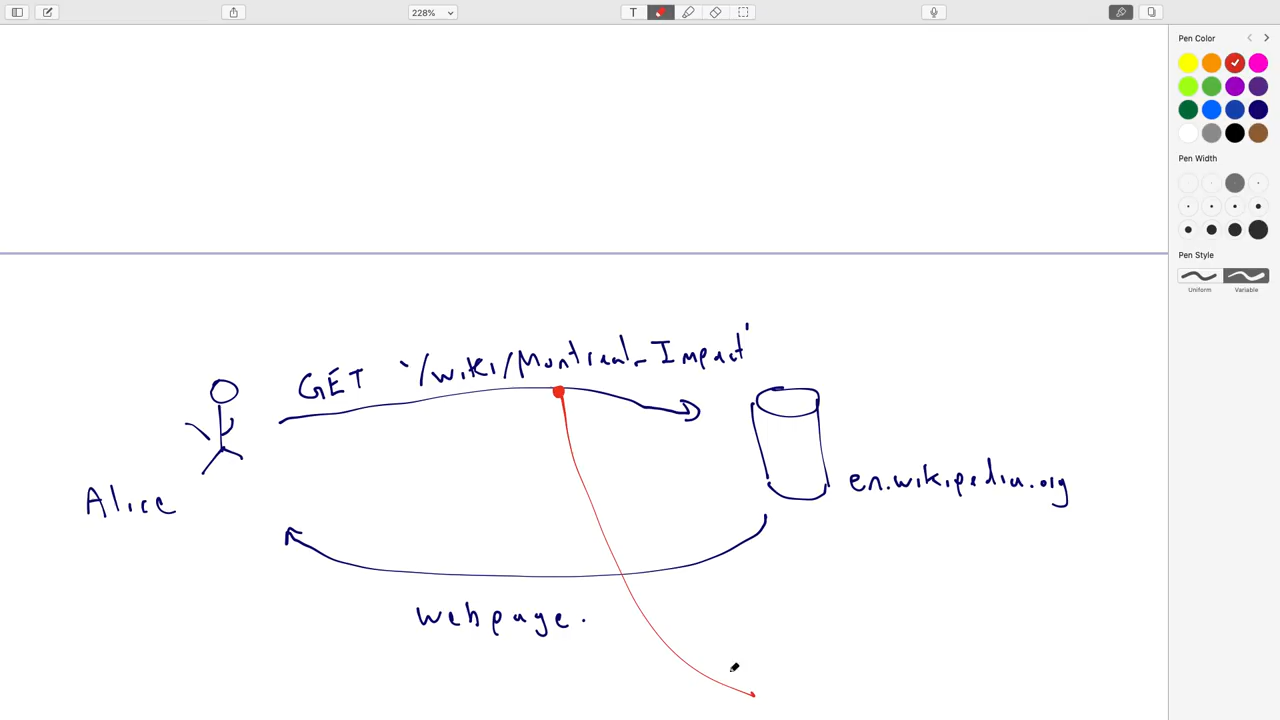 228%
T
Pen Color
GET '/wiki/Montreal_Impact'
Alice
en.wikipedia.org
webpage.
Pen Width
Pen Style
Uniform
Variable